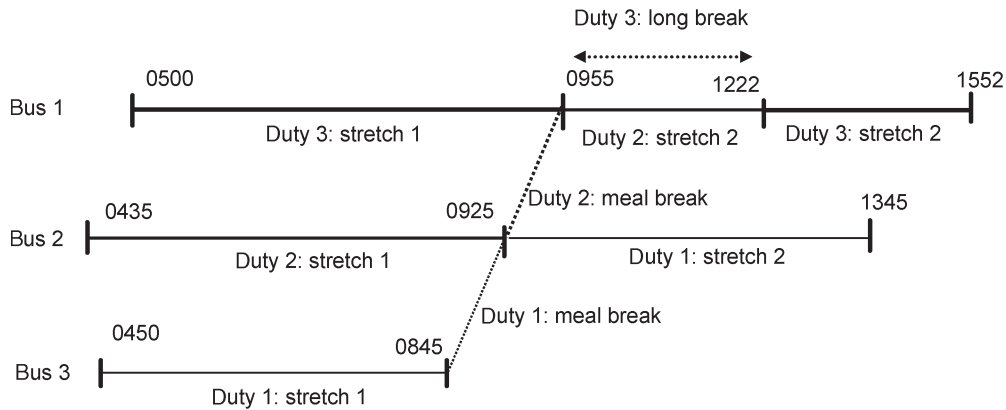 Duty 3: long break
0500
0955
1222
1552
Bus 1
Duty 3: stretch 1
Duty 2: stretch 2
Duty 3: stretch 2
Duty 2: meal break
0435
0925
1345
Bus 2
Duty 2: stretch 1
Duty 1: stretch 2
Duty 1: meal break
0450
0845
Bus 3
Duty 1: stretch 1